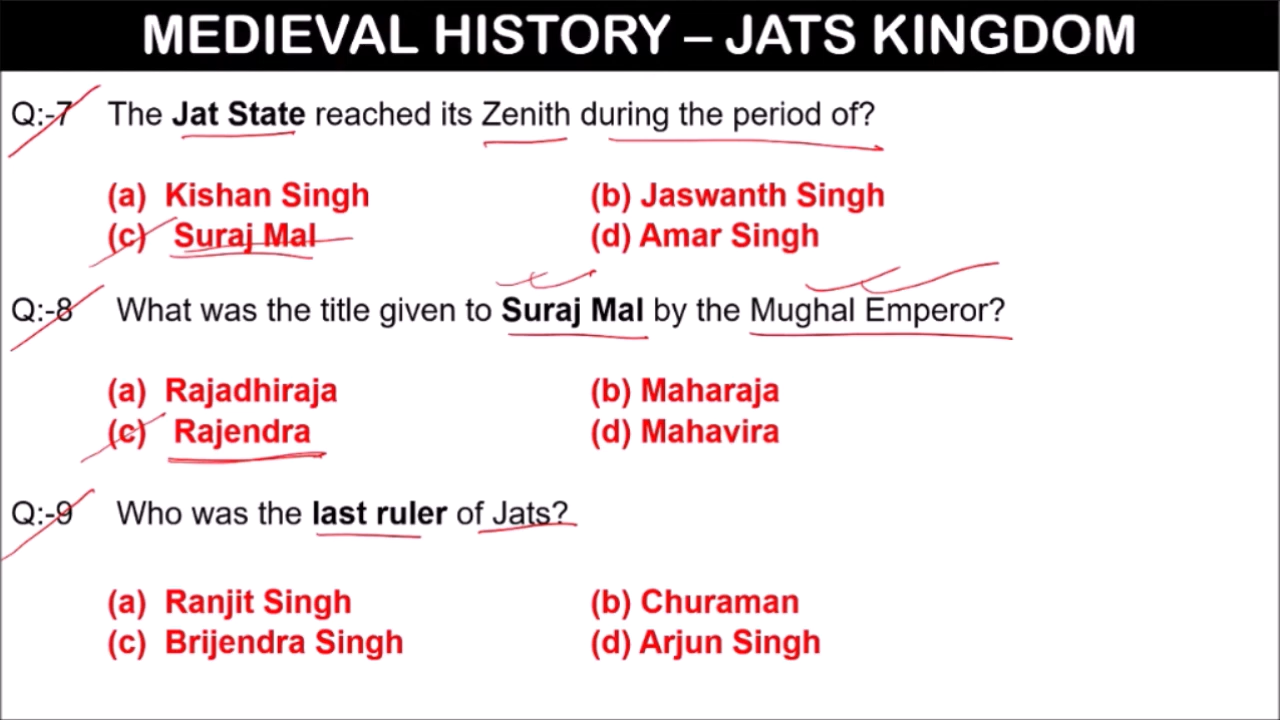 MEDIEVAL HISTORY – JATS KINGDOM
Q:-7 The Jat State reached its Zenith during the period of?
(a) Kishan Singh (b) Jaswanth Singh
(c) Suraj Mal (d) Amar Singh
Q:-8 What was the title given to Suraj Mal by the Mughal Emperor?
(a) Rajadhiraja (b) Maharaja
(c) Rajendra (d) Mahavira
Q:-9 Who was the last ruler of Jats?
(a) Ranjit Singh (b) Churaman
(c) Brijendra Singh (d) Arjun Singh